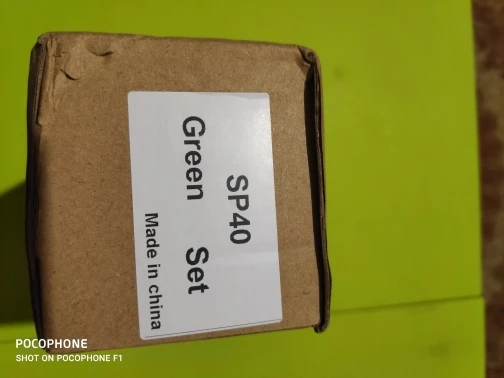 SP40
Green Set
Made in china
POCOPHONE
SHOT ON POCOPHONE F1